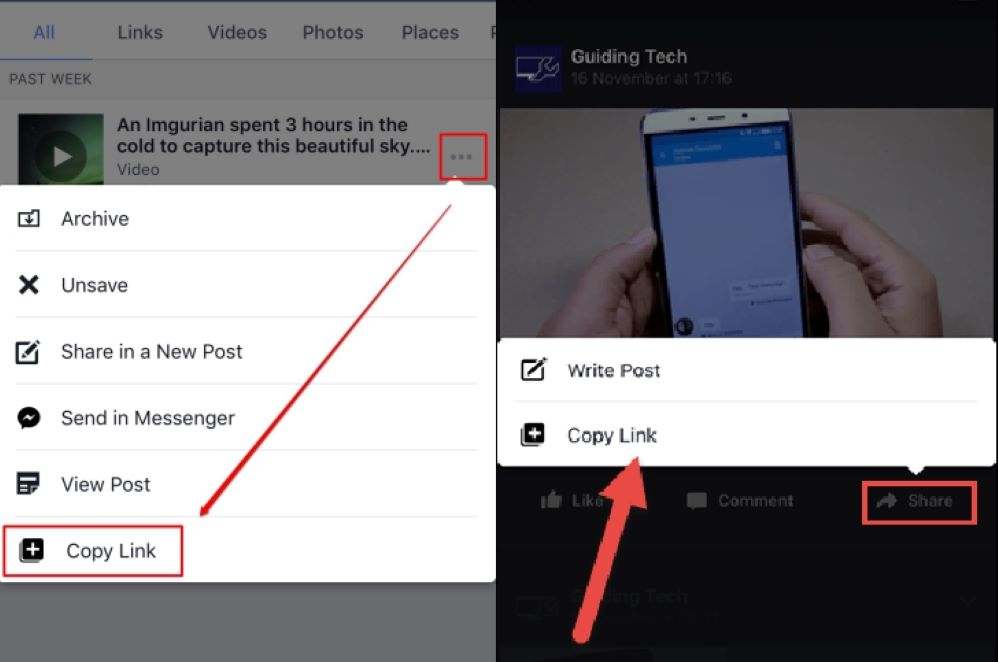 All
Links
Videos
Photos
Places
PAST WEEK
An Imgurian spent 3 hours in the
cold to capture this beautiful sky....
Video
Archive
Unsave
Share in a New Post
Send in Messenger
View Post
Copy Link
Guiding Tech
16 November at 17:16
Write Post
Copy Link
Like
Comment
Share
Guiding Tech